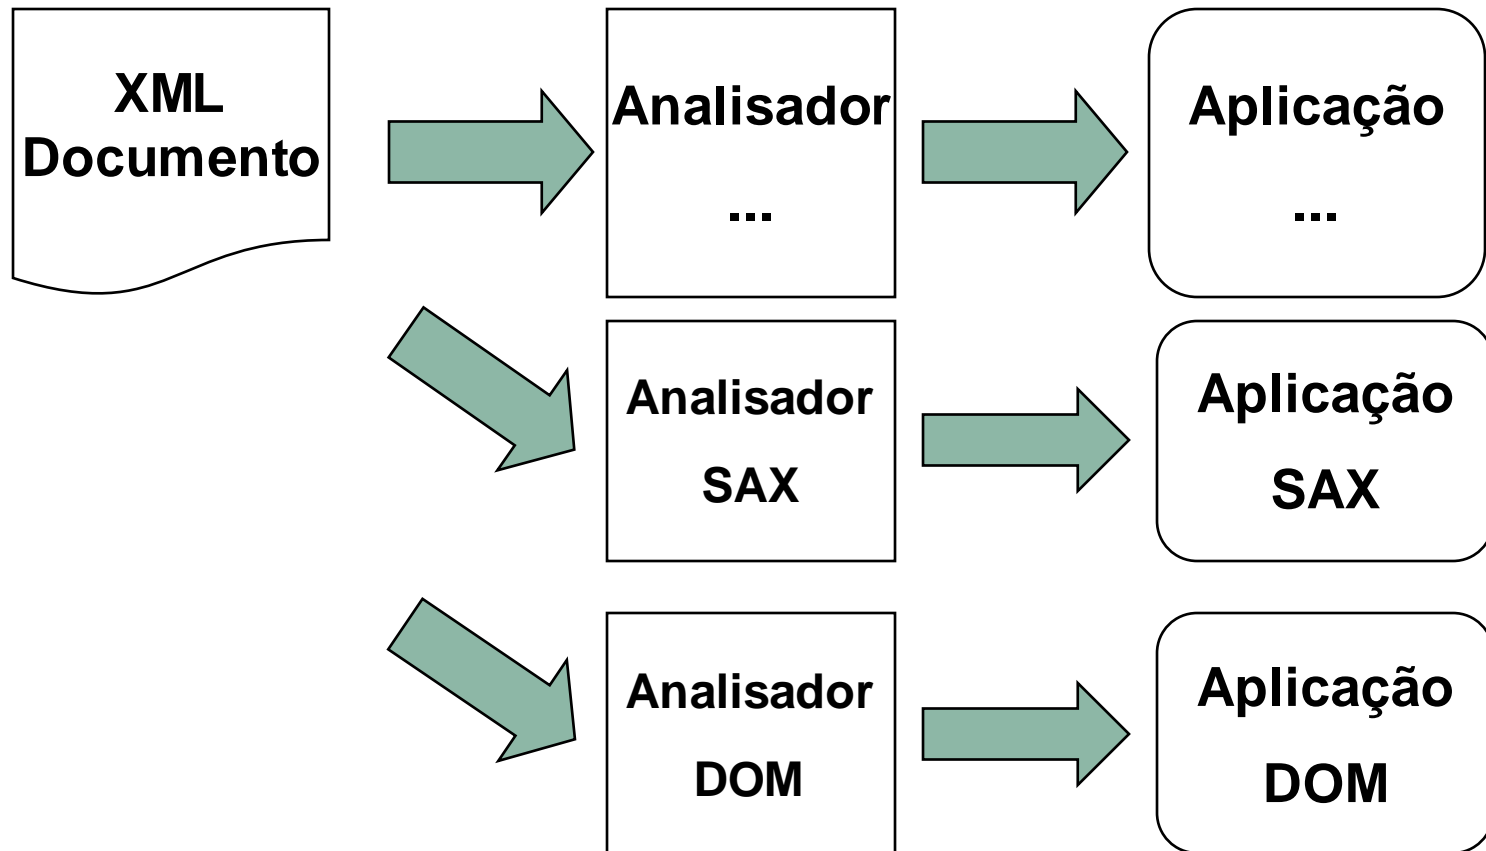 XML
Documento
Analisador
...
Aplicação
...
Analisador
SAX
Aplicação
SAX
Analisador
DOM
Aplicação
DOM